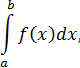 ∫_a^b f(x)dx,